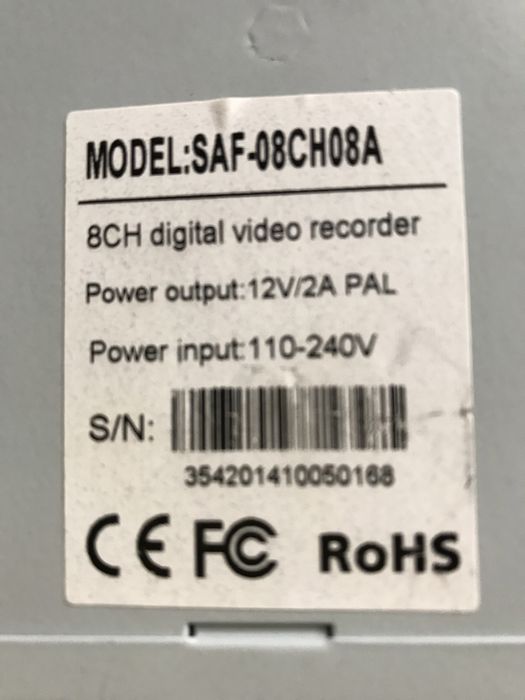 MODEL:SAF-08CH08A
8CH digital video recorder
Power output:12V/2A PAL
Power input:110-240V
S/N:
354201410050168
CE FC RoHS